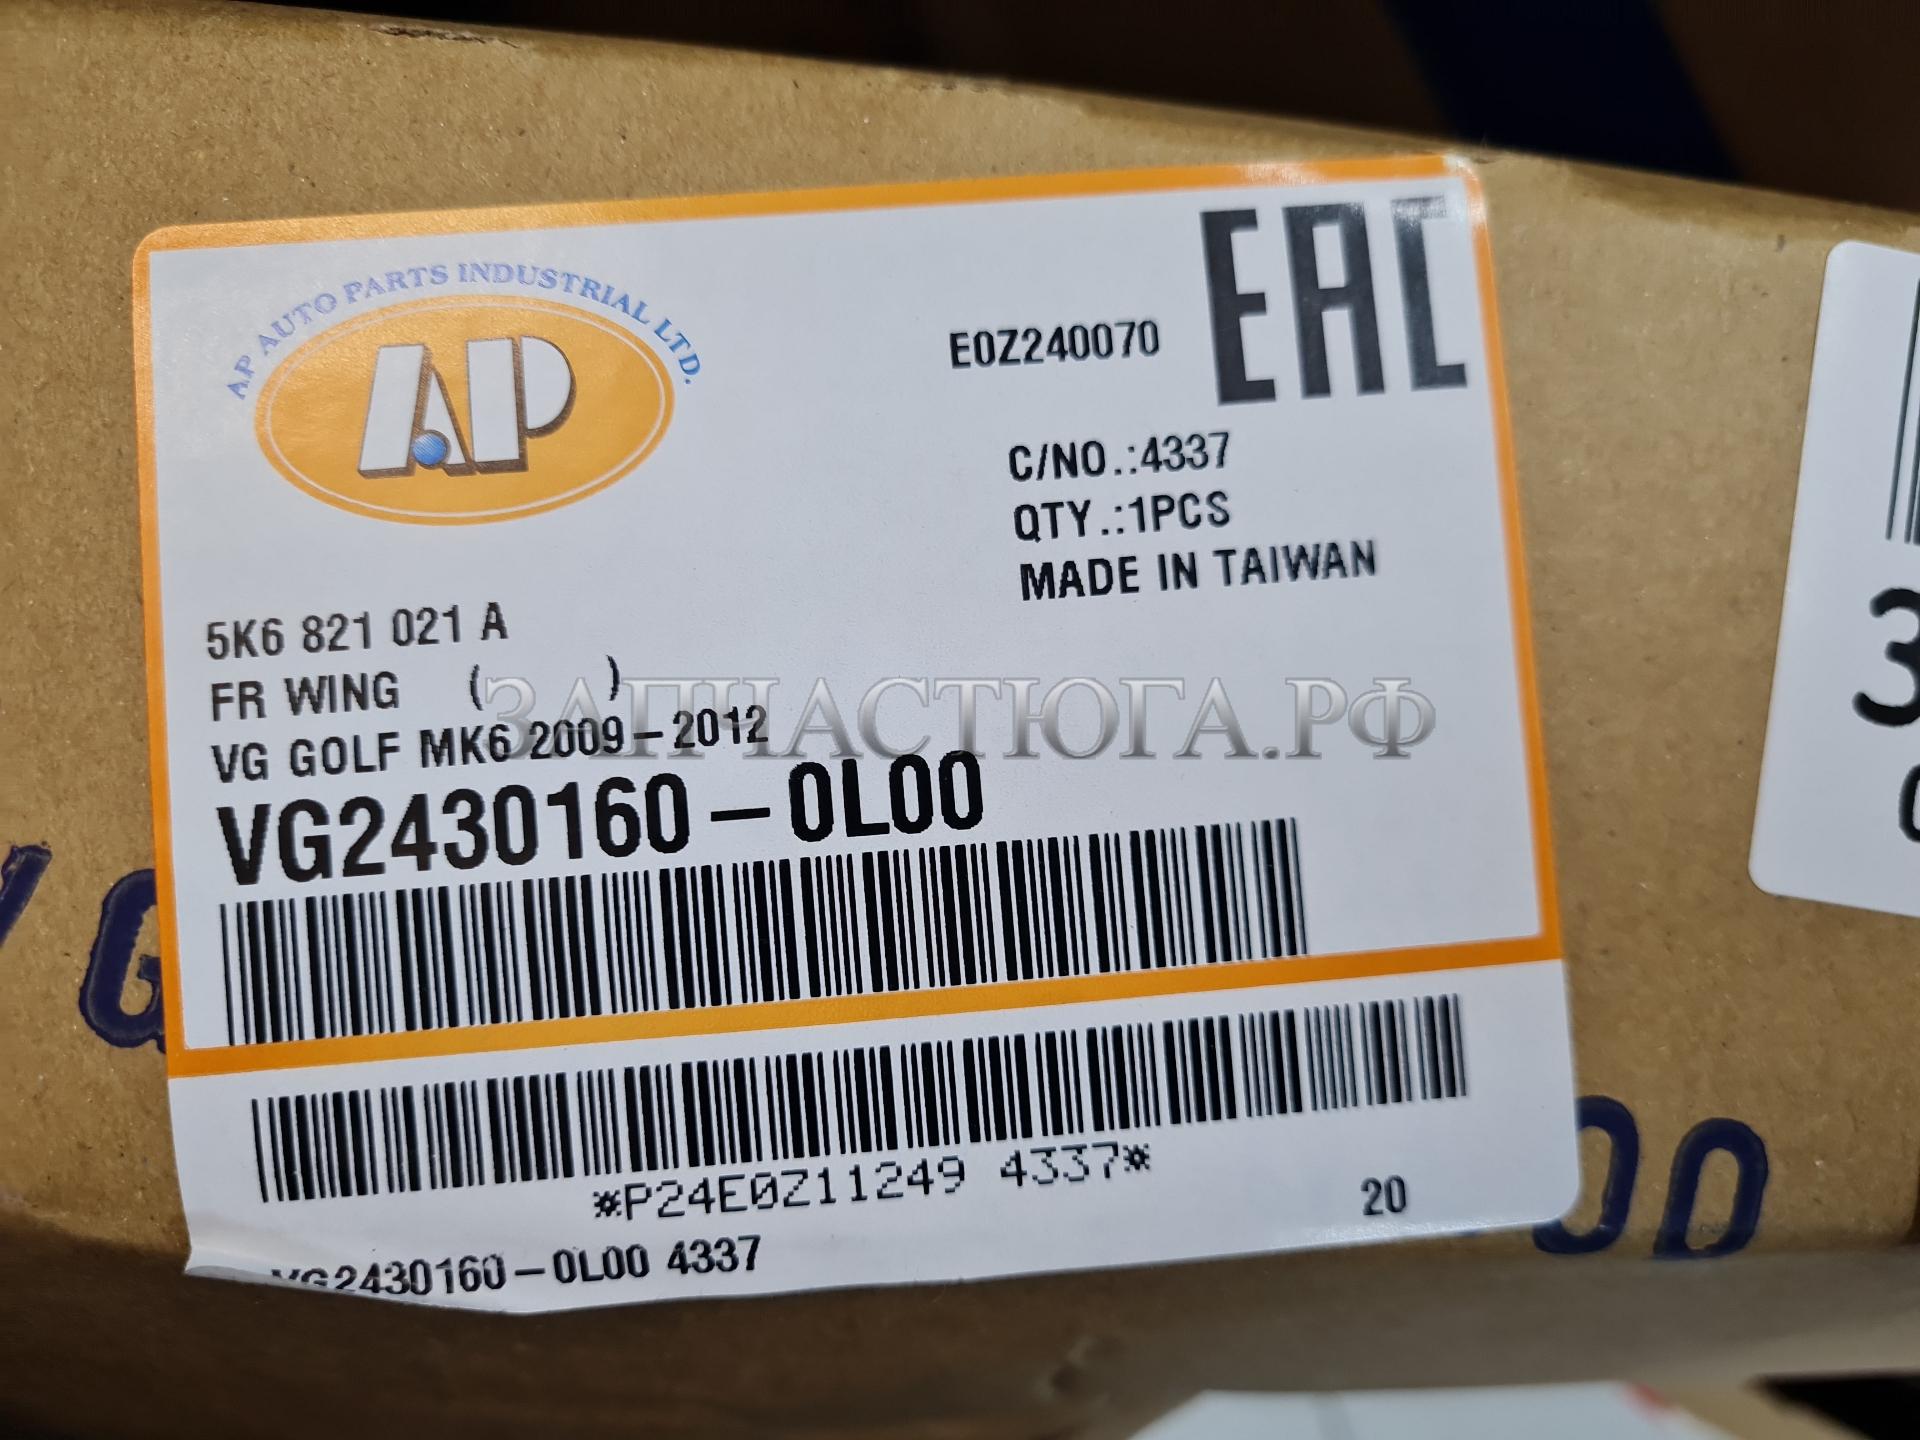 AP AUTO PARTS INDUSTRIAL LTD.
AP
EAC
E0Z240070
C/NO.:4337
QTY.:1PCS
MADE IN TAIWAN
5K6 821 021 A
FR WING ( )
VG GOLF MK6 2009-2012
ЗАПЧАСТЮГА.РФ
VG2430160-0L00
*P24E0Z11249 4337*
20
VG2430160-0L00 4337